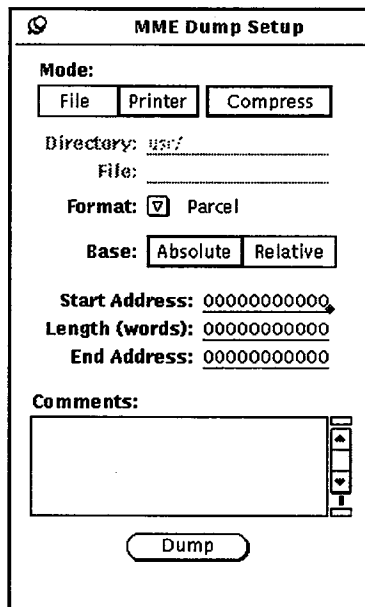 MME Dump Setup
Mode:
File Printer Compress
Directory: usr/
File:
Format: Parcel
Base: Absolute Relative
Start Address: 00000000000
Length (words): 00000000000
End Address: 00000000000
Comments:
Dump